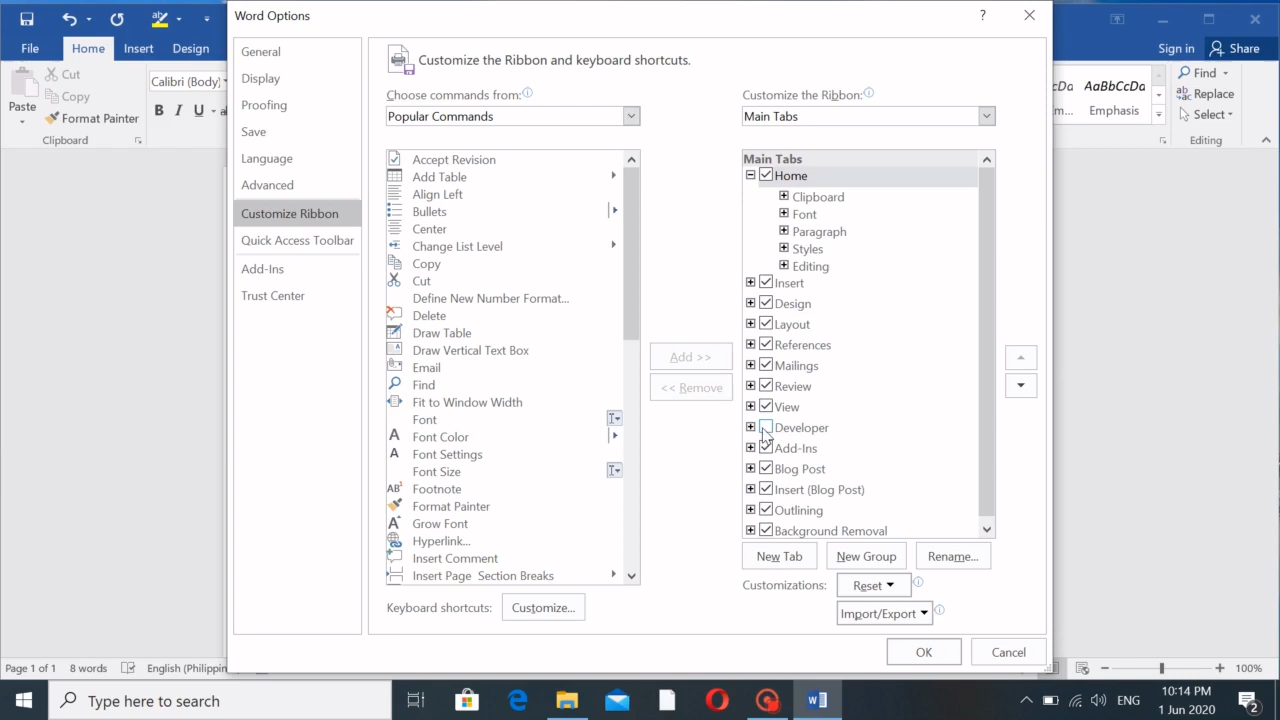 Word Options
?
File
Home
Insert
Design
Sign in
Share
Paste
Cut
Copy
Format Painter
Clipboard
Calibri (Body)
B I U
AaBbCcDa
Emphasis
Find
Replace
Select
Editing
General
Display
Proofing
Save
Language
Advanced
Customize Ribbon
Quick Access Toolbar
Add-Ins
Trust Center
Customize the Ribbon and keyboard shortcuts.
Choose commands from:
Popular Commands
Accept Revision
Add Table
Align Left
Bullets
Center
Change List Level
Copy
Cut
Define New Number Format...
Delete
Draw Table
Draw Vertical Text Box
Email
Find
Fit to Window Width
Font
Font Color
Font Settings
Font Size
Footnote
Format Painter
Grow Font
Hyperlink...
Insert Comment
Insert Page Section Breaks
Keyboard shortcuts:
Customize...
Add >>
<< Remove
Customize the Ribbon:
Main Tabs
Main Tabs
Home
Clipboard
Font
Paragraph
Styles
Editing
Insert
Design
Layout
References
Mailings
Review
View
Developer
Add-Ins
Blog Post
Insert (Blog Post)
Outlining
Background Removal
New Tab
New Group
Rename...
Customizations:
Reset
Import/Export
OK
Cancel
Page 1 of 1
8 words
English (Philippin
100%
Type here to search
ENG
10:14 PM
1 Jun 2020
2